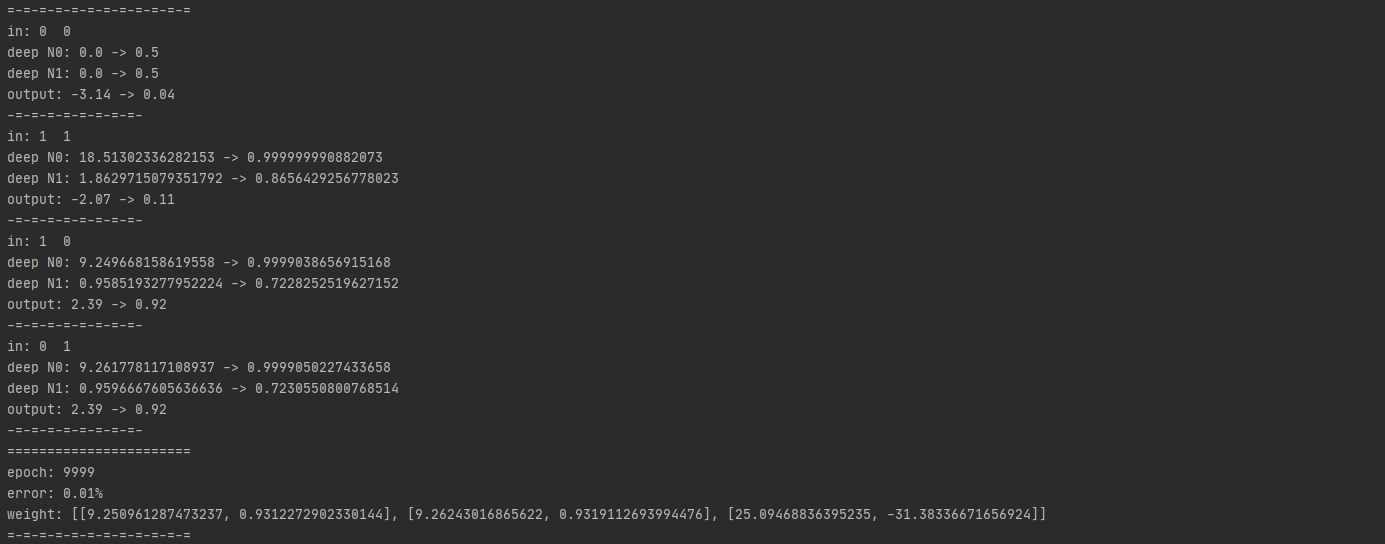 =-=-=-=-=-=-=-=-=-=-=-=
in: 0  0
deep N0: 0.0 -> 0.5
deep N1: 0.0 -> 0.5
output: -3.14 -> 0.04
-=-=-=-=-=-=-=-=-
in: 1  1
deep N0: 18.51302336282153 -> 0.999999990882073
deep N1: 1.8629715079351792 -> 0.8656429256778023
output: -2.07 -> 0.11
-=-=-=-=-=-=-=-=-
in: 1  0
deep N0: 9.249668158619558 -> 0.9999038656915168
deep N1: 0.9585193277952224 -> 0.7228252519627152
output: 2.39 -> 0.92
-=-=-=-=-=-=-=-=-
in: 0  1
deep N0: 9.261778117108937 -> 0.9999050227433658
deep N1: 0.9596667605636636 -> 0.7230550800768514
output: 2.39 -> 0.92
-=-=-=-=-=-=-=-=-
=======================
epoch: 9999
error: 0.01%
weight: [[9.250961287473237, 0.9312272902330144], [9.26243016865622, 0.9319112693994476], [25.09468836395235, -31.38336671656924]]
=-=-=-=-=-=-=-=-=-=-=-=